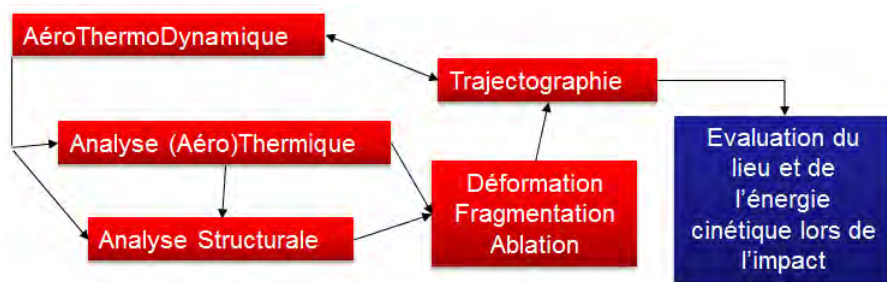 AéroThermoDynamique
Trajectographie
Analyse (Aéro)Thermique
Analyse Structurale
Déformation
Fragmentation
Ablation
Evaluation du
lieu et de
l'énergie
cinétique lors de
l'impact